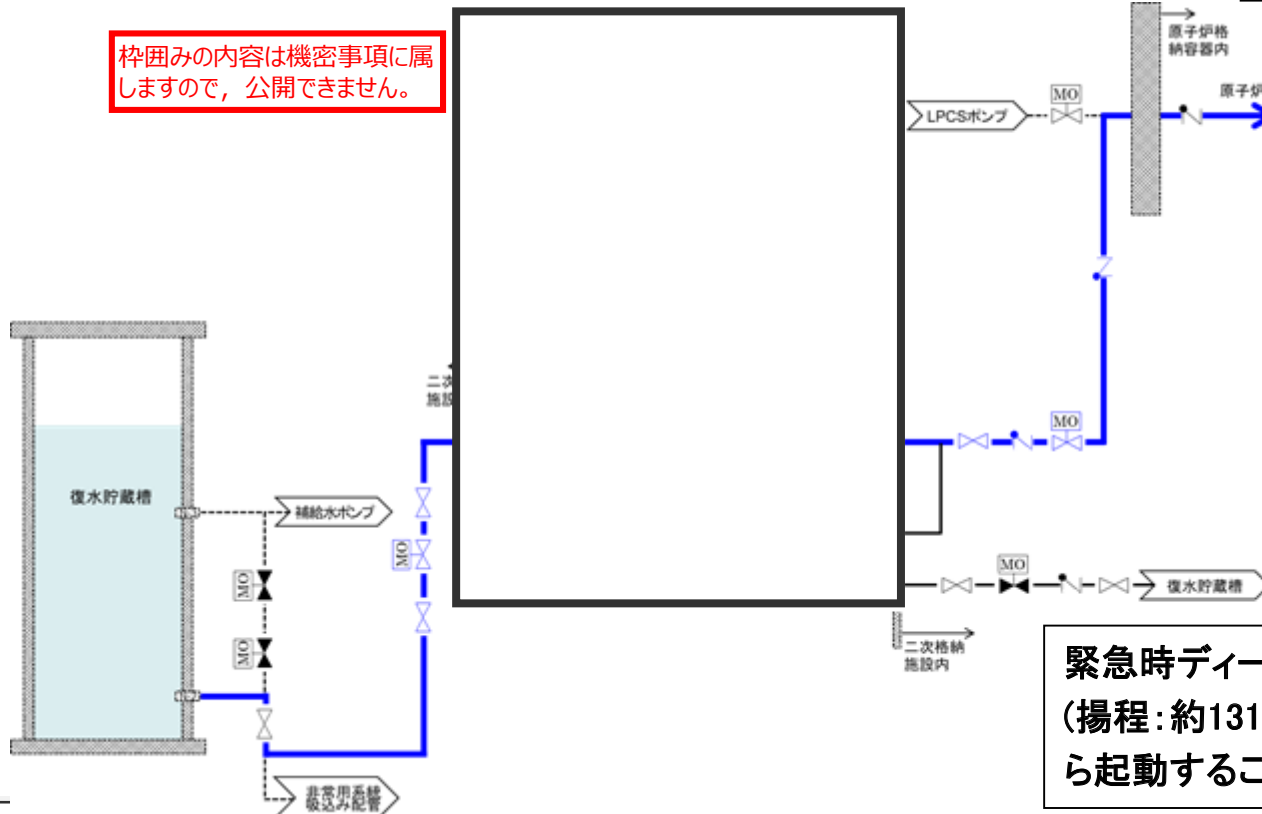 枠囲みの内容は機密事項に属
しますので，公開できません。
原子炉格
納容器内
MO
原子炉
LPCSポンプ
二次
施設
MO
復水貯蔵槽
補給水ポンプ
MO
MO
MO
MO
復水貯蔵槽
二次格納
施設内
非常用系統
吸込み配管
緊急時ディー
(揚程：約131
ら起動するこ